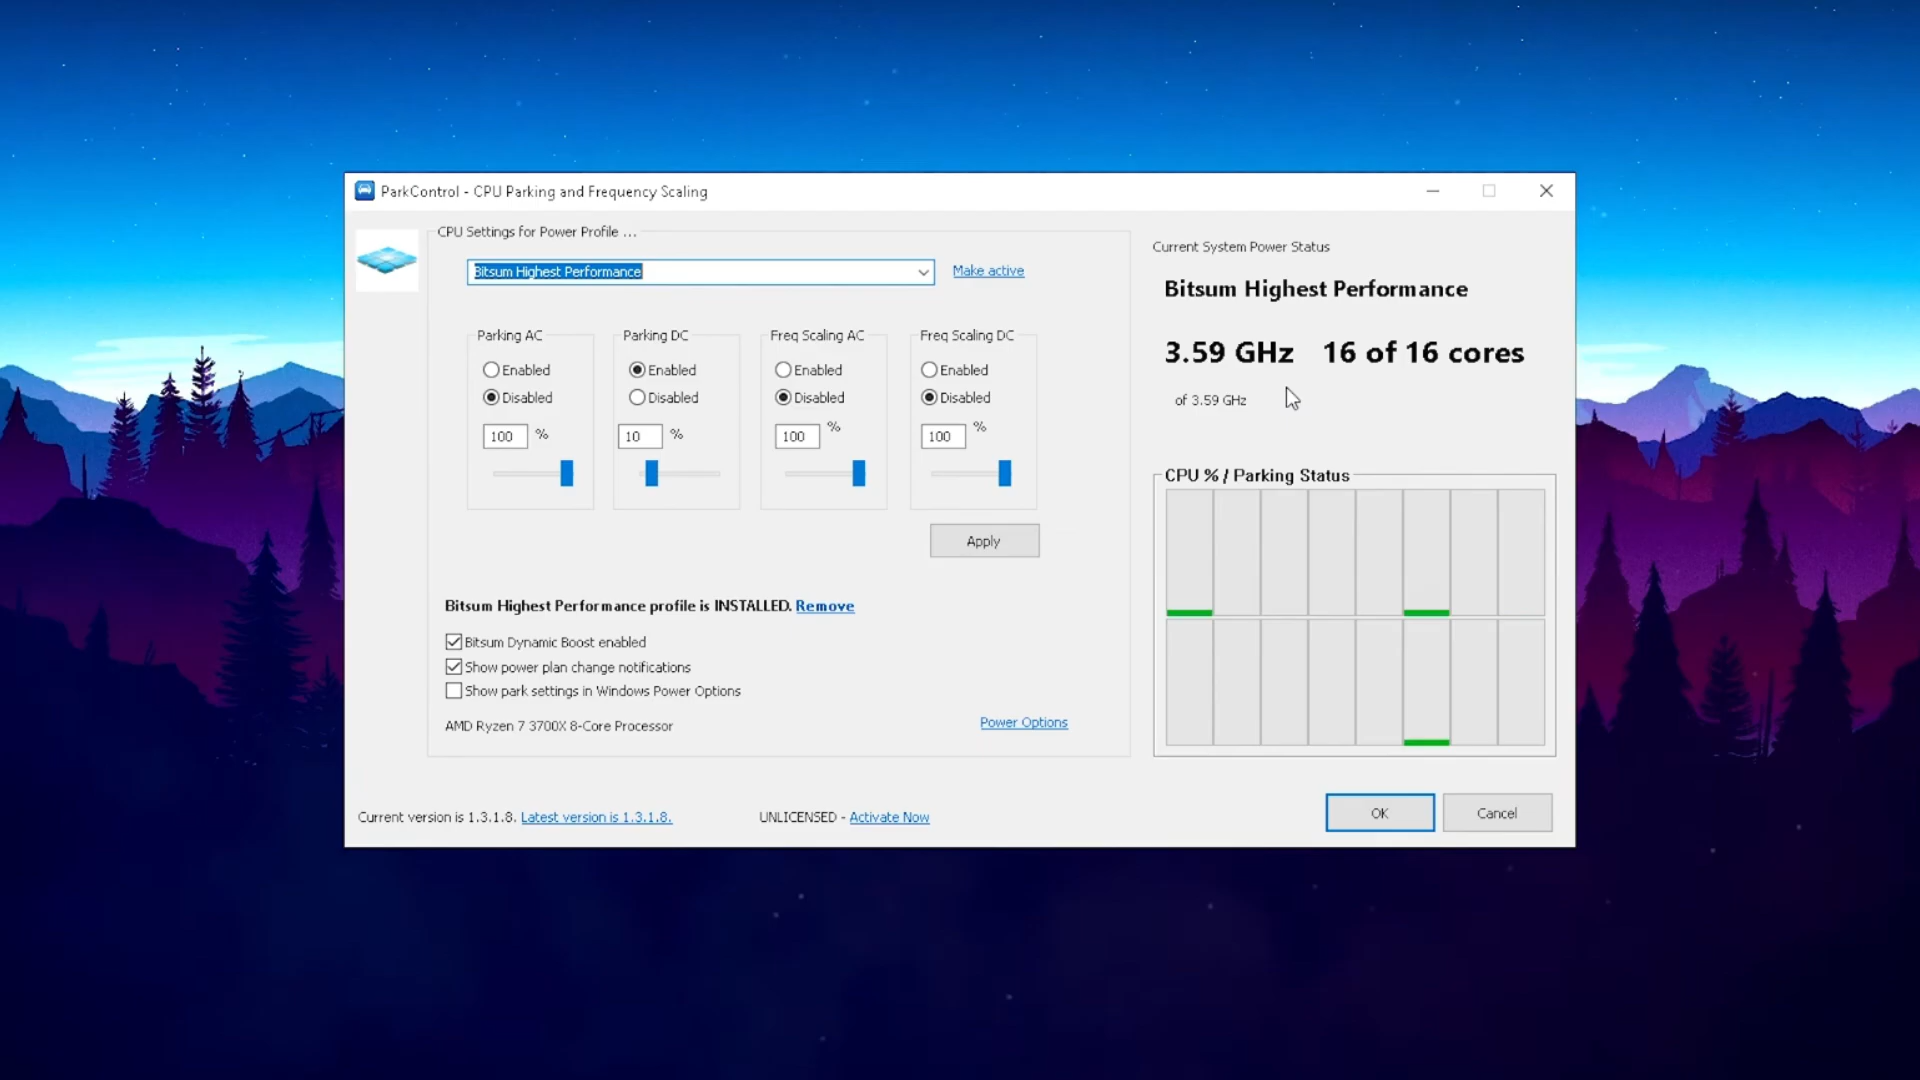 ParkControl - CPU Parking and Frequency Scaling
CPU Settings for Power Profile ...
Bitsum Highest Performance
Make active
Parking AC
Enabled
Disabled
100 %
Parking DC
Enabled
Disabled
10 %
Freq Scaling AC
Enabled
Disabled
100 %
Freq Scaling DC
Enabled
Disabled
100 %
Apply
Bitsum Highest Performance profile is INSTALLED. Remove
Bitsum Dynamic Boost enabled
Show power plan change notifications
Show park settings in Windows Power Options
AMD Ryzen 7 3700X 8-Core Processor
Power Options
Current System Power Status
Bitsum Highest Performance
3.59 GHz 16 of 16 cores
of 3.59 GHz
CPU % / Parking Status
Current version is 1.3.1.8. Latest version is 1.3.1.8.
UNLICENSED - Activate Now
OK
Cancel